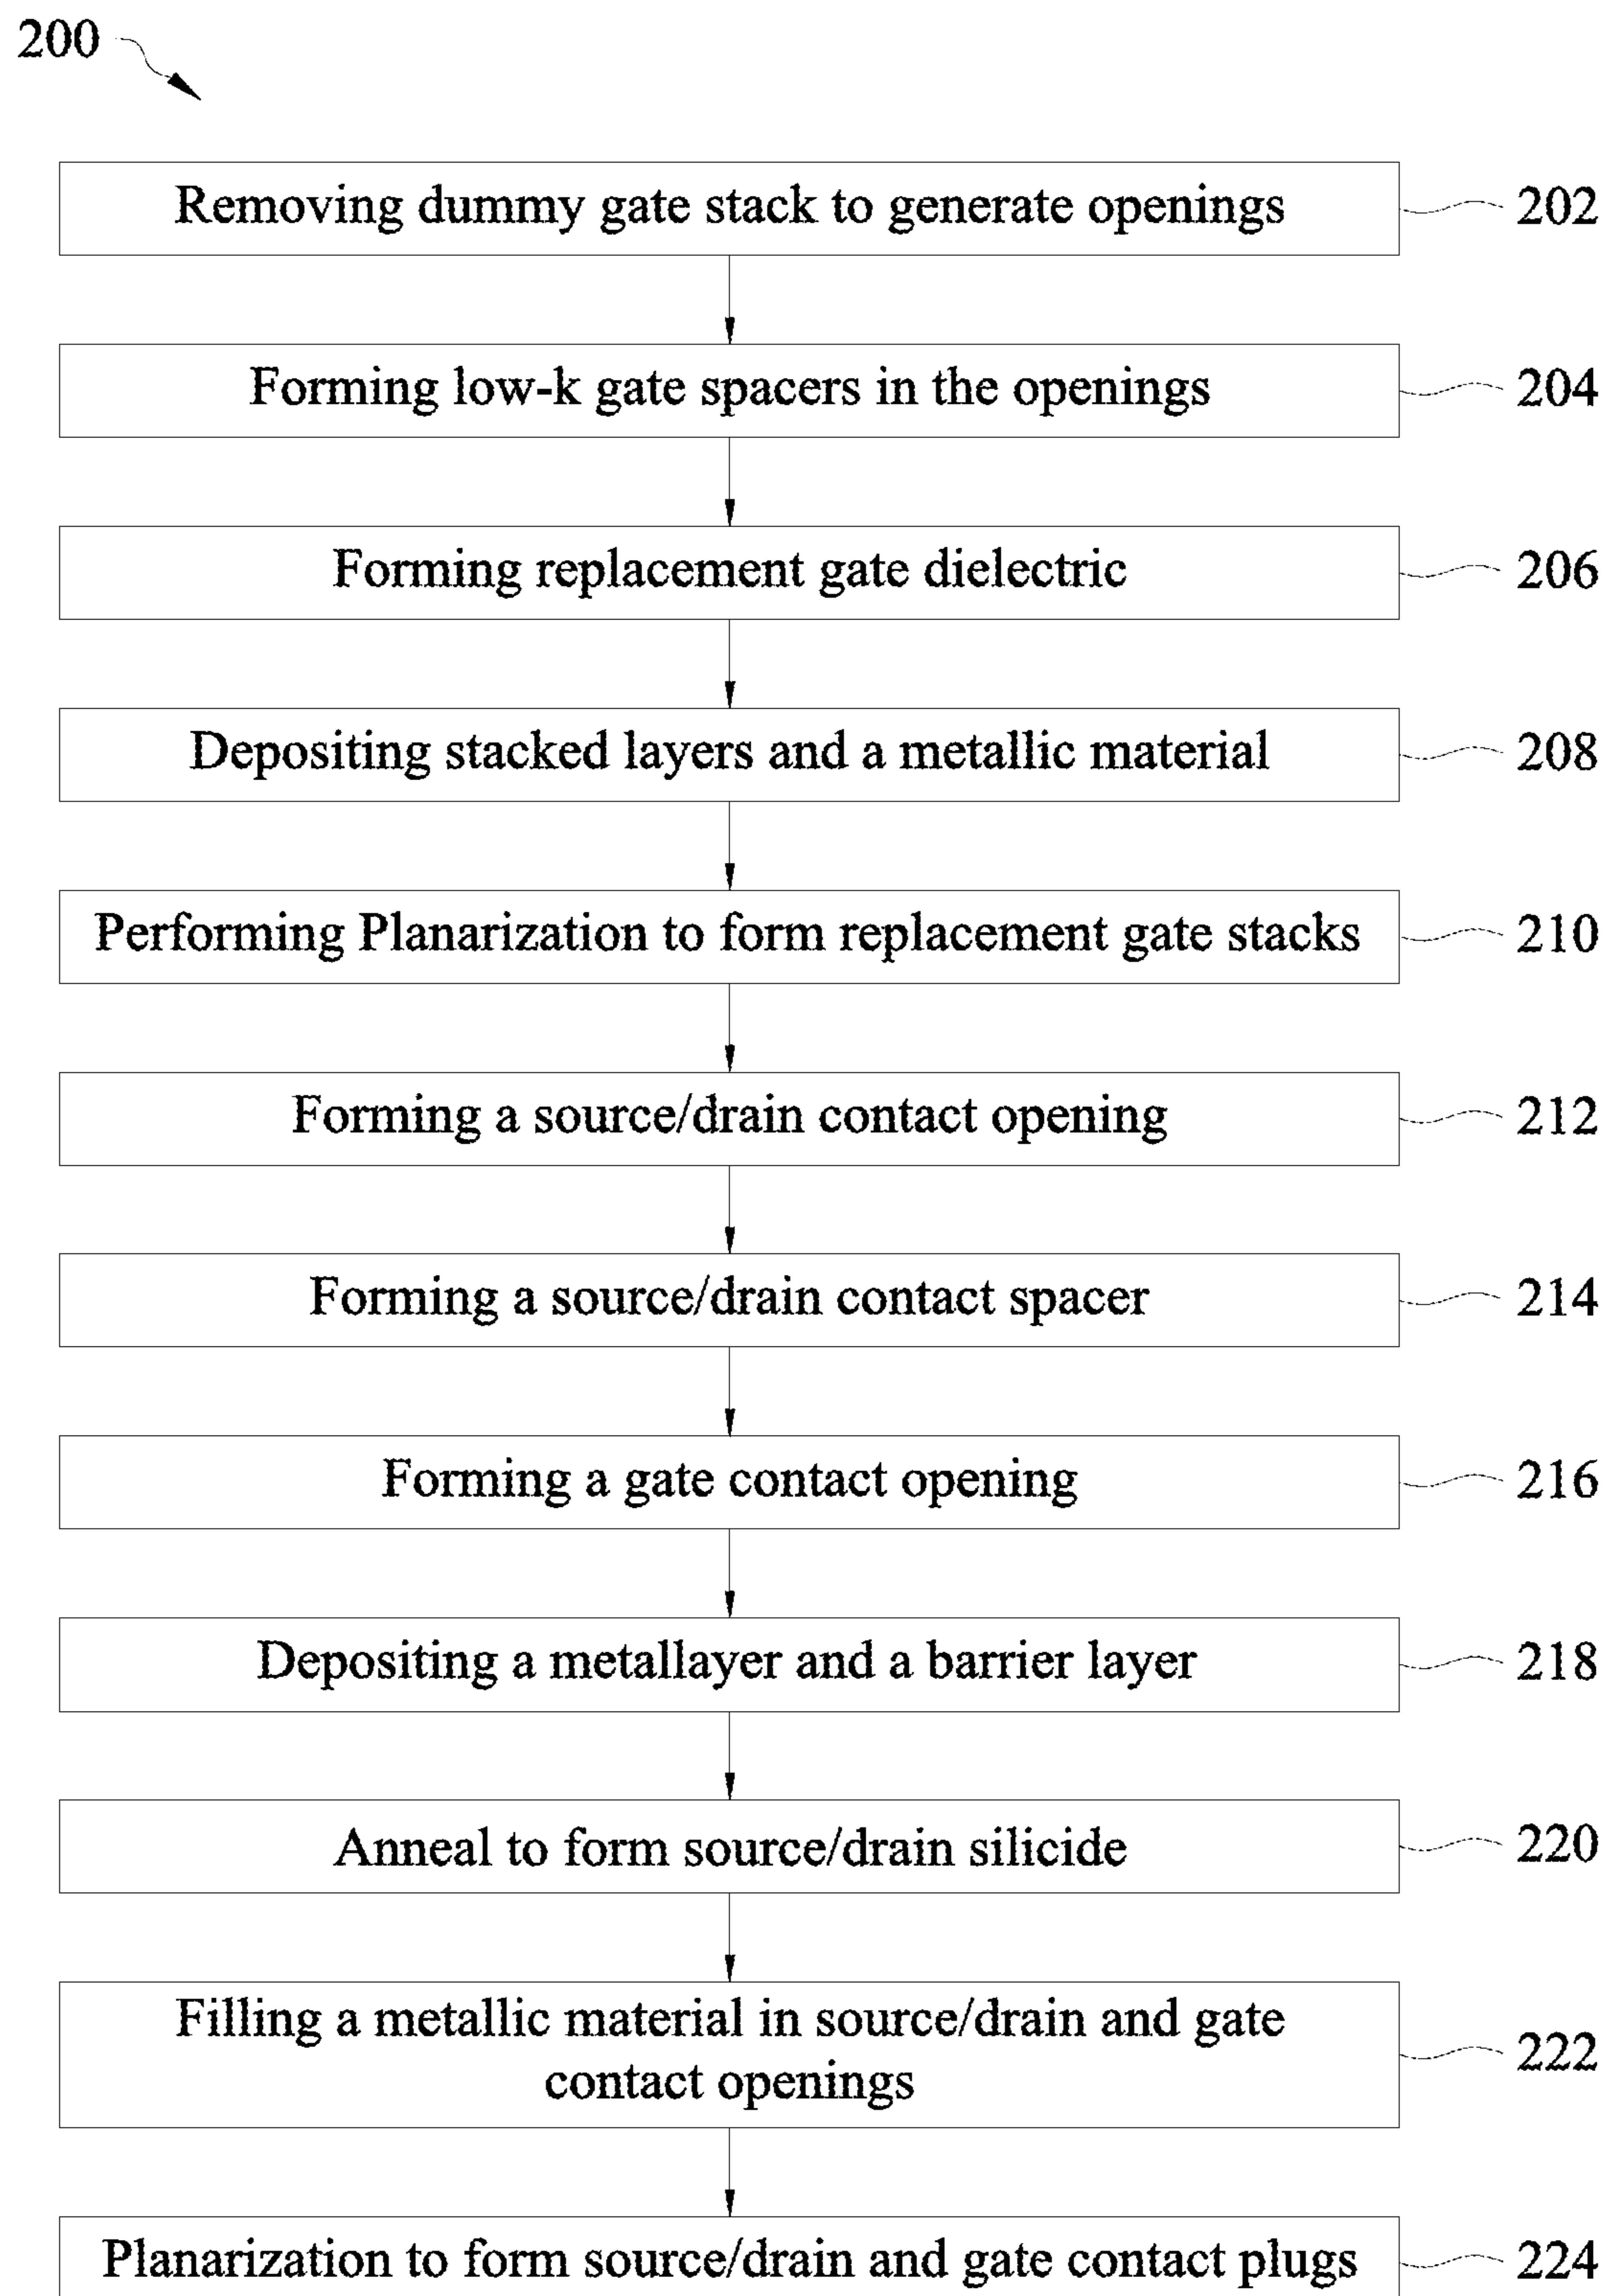 200
Removing dummy gate stack to generate openings 202
Forming low-k gate spacers in the openings 204
Forming replacement gate dielectric 206
Depositing stacked layers and a metallic material 208
Performing Planarization to form replacement gate stacks 210
Forming a source/drain contact opening 212
Forming a source/drain contact spacer 214
Forming a gate contact opening 216
Depositing a metallayer and a barrier layer 218
Anneal to form source/drain silicide 220
Filling a metallic material in source/drain and gate
contact openings 222
Planarization to form source/drain and gate contact plugs 224